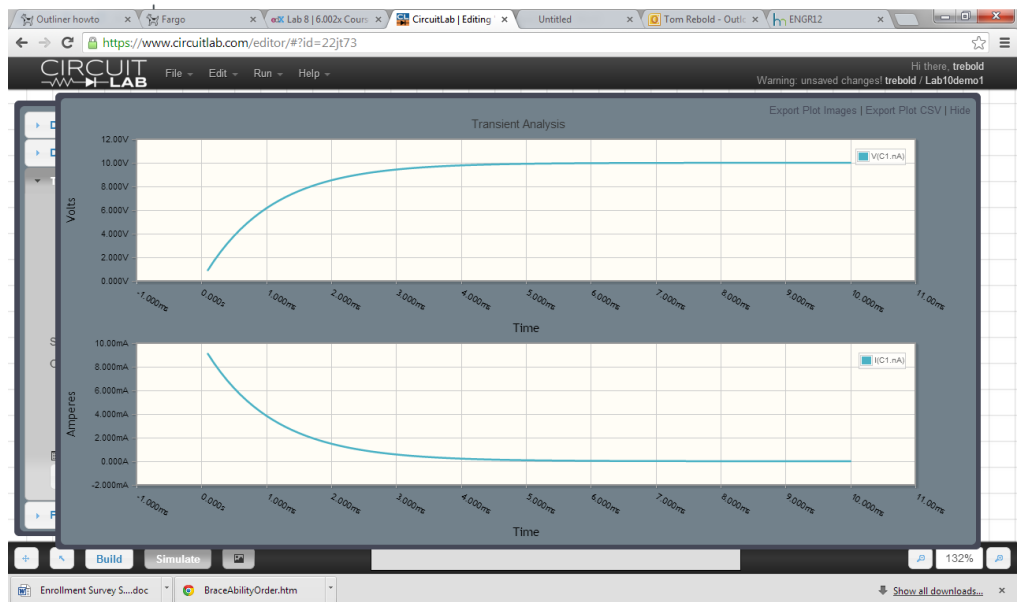 Outliner howto × Fargo × edX Lab 8 | 6.002x Cours × CircuitLab | Editing × Untitled × Tom Rebold - Outlo × ENGR12 ×
https://www.circuitlab.com/editor/#?id=22jt73
CIRCUIT
LAB
File Edit Run Help
Hi there, trebold
Warning: unsaved changes! trebold / Lab10demo1
Export Plot Images | Export Plot CSV | Hide
Transient Analysis
12.00V
10.00V
8.000V
6.000V
4.000V
2.000V
0.000V
Volts
V(C1.nA)
-1.000ms 0.000s 1.000ms 2.000ms 3.000ms 4.000ms 5.000ms 6.000ms 7.000ms 8.000ms 9.000ms 10.000ms 11.00ms
Time
10.00mA
8.000mA
6.000mA
4.000mA
2.000mA
0.000A
-2.000mA
Amperes
I(C1.nA)
-1.000ms 0.000s 1.000ms 2.000ms 3.000ms 4.000ms 5.000ms 6.000ms 7.000ms 8.000ms 9.000ms 10.000ms 11.00ms
Time
Build Simulate 132%
Enrollment Survey S....doc BraceAbilityOrder.htm Show all downloads... ×